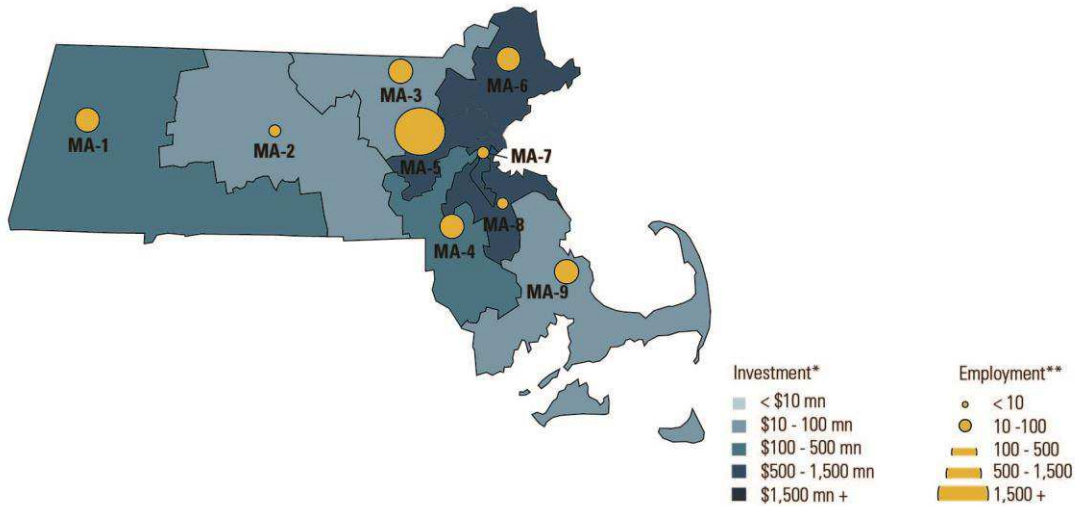 MA-6
MA-3
MA-1
MA-2
MA-7
MA-5
MA-8
MA-4
MA-9
Investment*
< $10 mn
$10 - 100 mn
$100 - 500 mn
$500 - 1,500 mn
$1,500 mn +
Employment**
< 10
10 -100
100 - 500
500 - 1,500
1,500 +